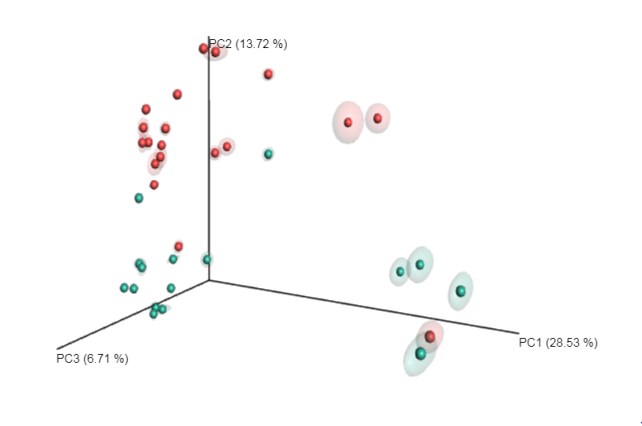 PC2 (13.72 %)
PC1 (28.53 %)
PC3 (6.71 %)